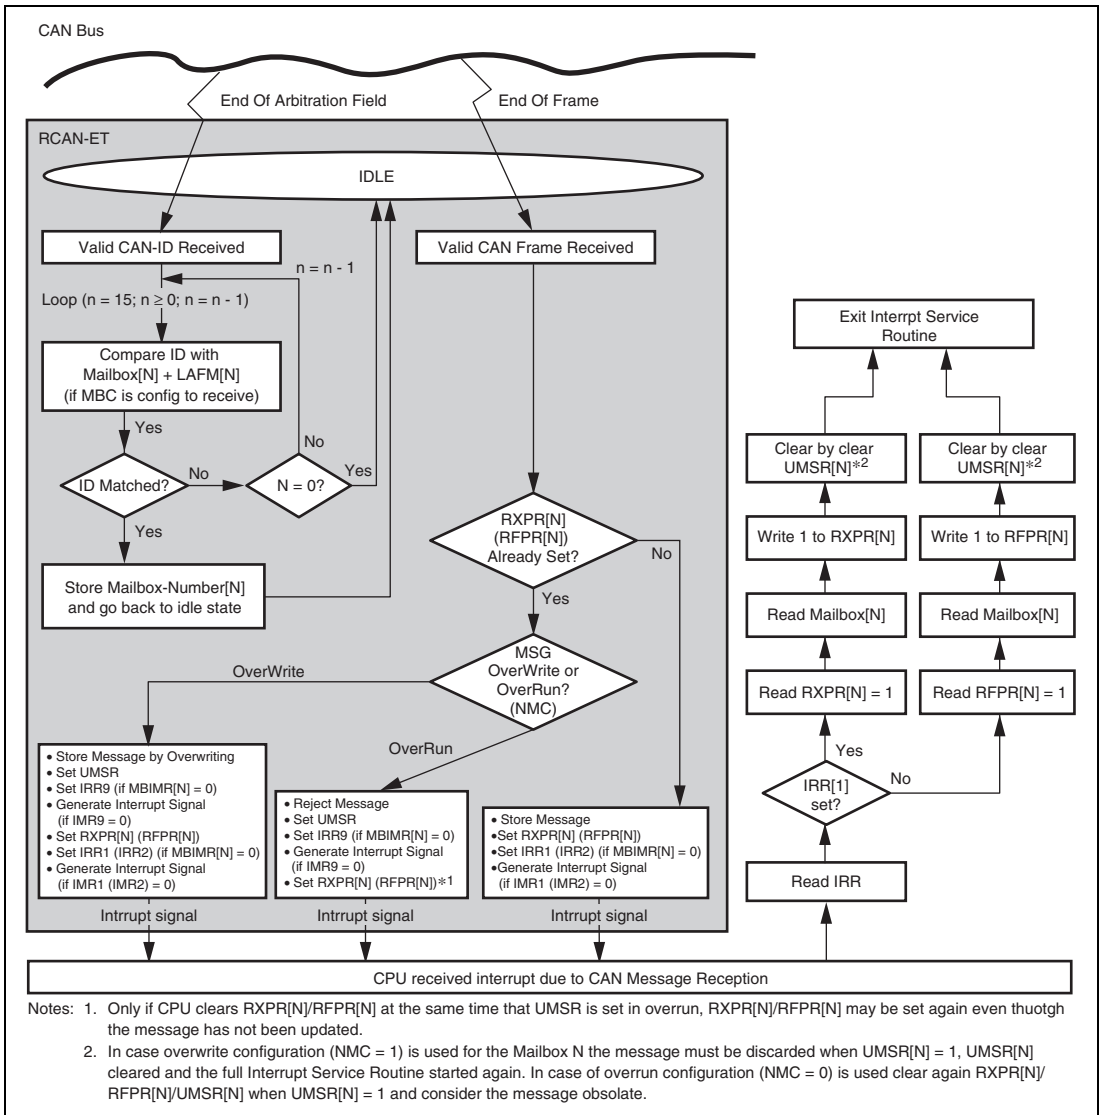 CAN Bus
End Of Arbitration Field
End Of Frame
RCAN-ET
IDLE
Valid CAN-ID Received
Valid CAN Frame Received
n = n - 1
Loop (n = 15; n ≥ 0; n = n - 1)
Compare ID with
Mailbox[N] + LAFM[N]
(if MBC is config to receive)
Yes
No
ID Matched?
No
N = 0?
Yes
Yes
Store Mailbox-Number[N]
and go back to idle state
RXPR[N]
(RFPR[N])
Already Set?
No
Yes
MSG
OverWrite or
OverRun?
(NMC)
OverWrite
OverRun
• Store Message by Overwriting
• Set UMSR
• Set IRR9 (if MBIMR[N] = 0)
• Generate Interrupt Signal
(if IMR9 = 0)
• Set RXPR[N] (RFPR[N])
• Set IRR1 (IRR2) (if MBIMR[N] = 0)
• Generate Interrupt Signal
(if IMR1 (IMR2) = 0)
• Reject Message
• Set UMSR
• Set IRR9 (if MBIMR[N] = 0)
• Generate Interrupt Signal
(if IMR9 = 0)
• Set RXPR[N] (RFPR[N])*1
• Store Message
•Set RXPR[N] (RFPR[N])
•Set IRR1 (IRR2) (if MBIMR[N] = 0)
•Generate Interrupt Signal
(if IMR1 (IMR2) = 0)
Intrrupt signal
Intrrupt signal
Intrrupt signal
Exit Interrpt Service
Routine
Clear by clear
UMSR[N]*2
Clear by clear
UMSR[N]*2
Write 1 to RXPR[N]
Write 1 to RFPR[N]
Read Mailbox[N]
Read Mailbox[N]
Read RXPR[N] = 1
Read RFPR[N] = 1
Yes
No
IRR[1]
set?
Read IRR
CPU received interrupt due to CAN Message Reception
Notes: 1. Only if CPU clears RXPR[N]/RFPR[N] at the same time that UMSR is set in overrun, RXPR[N]/RFPR[N] may be set again even thuotgh
the message has not been updated.
2. In case overwrite configuration (NMC = 1) is used for the Mailbox N the message must be discarded when UMSR[N] = 1, UMSR[N]
cleared and the full Interrupt Service Routine started again. In case of overrun configuration (NMC = 0) is used clear again RXPR[N]/
RFPR[N]/UMSR[N] when UMSR[N] = 1 and consider the message obsolate.